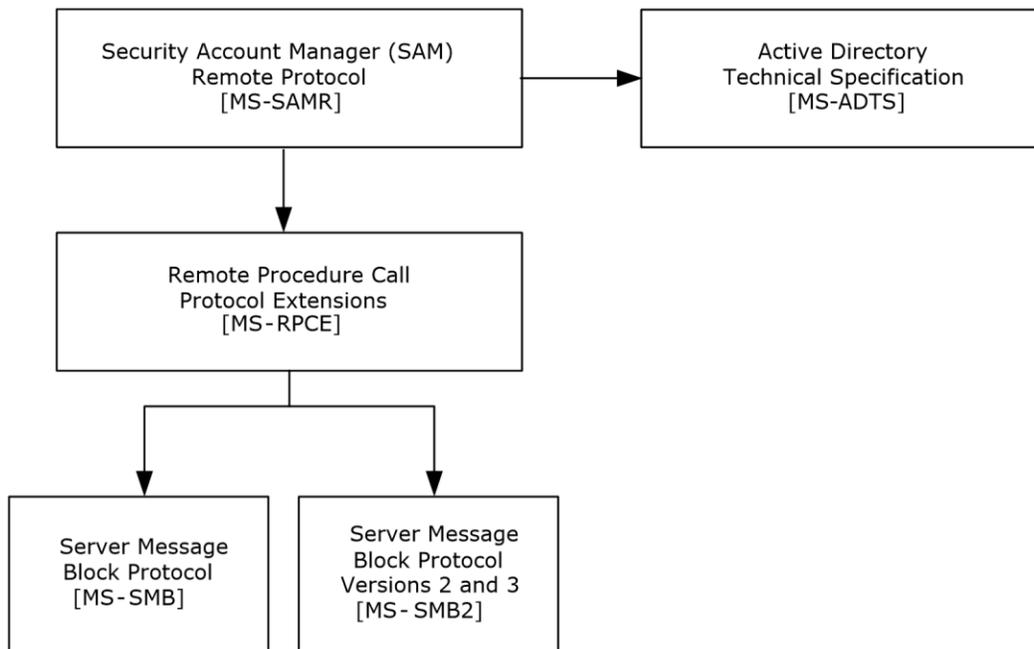 Security Account Manager (SAM)
Remote Protocol
[MS-SAMR]
Active Directory
Technical Specification
[MS-ADTS]
Remote Procedure Call
Protocol Extensions
[MS-RPCE]
Server Message
Block Protocol
[MS-SMB]
Server Message
Block Protocol
Versions 2 and 3
[MS-SMB2]